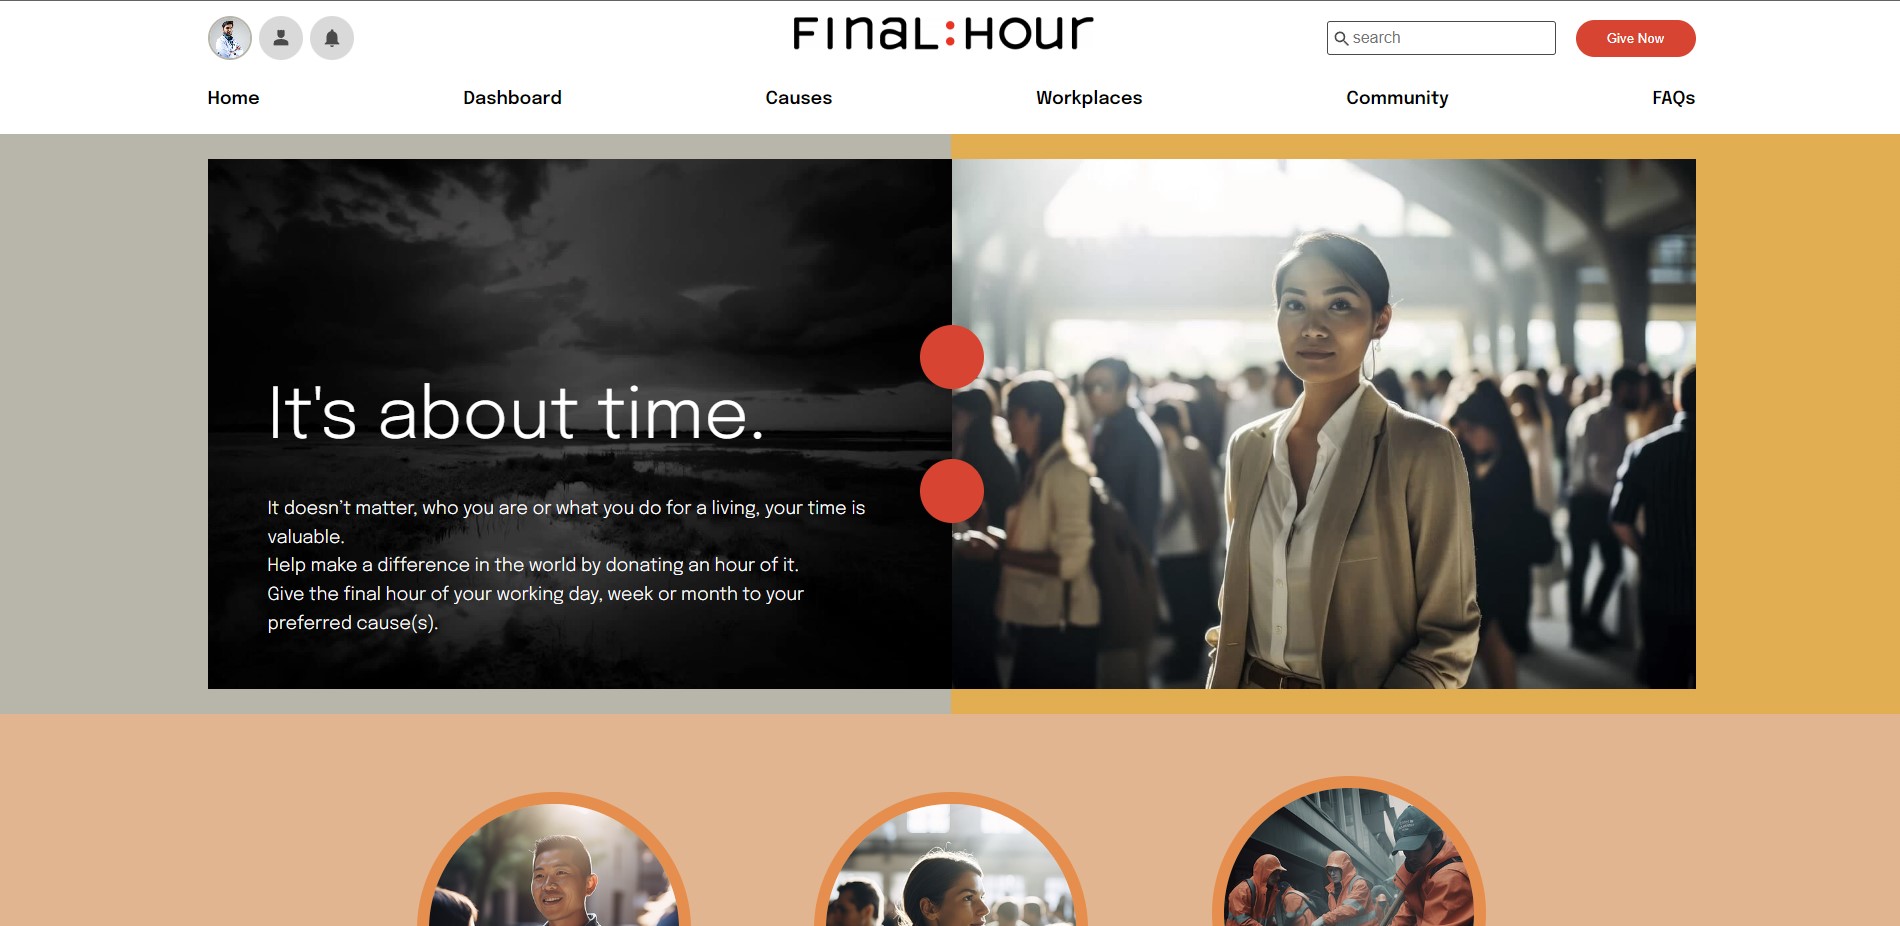 FINAL:HOUR
search
Give Now
Home
Dashboard
Causes
Workplaces
Community
FAQs
It's about time.
It doesn’t matter, who you are or what you do for a living, your time is
valuable.
Help make a difference in the world by donating an hour of it.
Give the final hour of your working day, week or month to your
preferred cause(s).